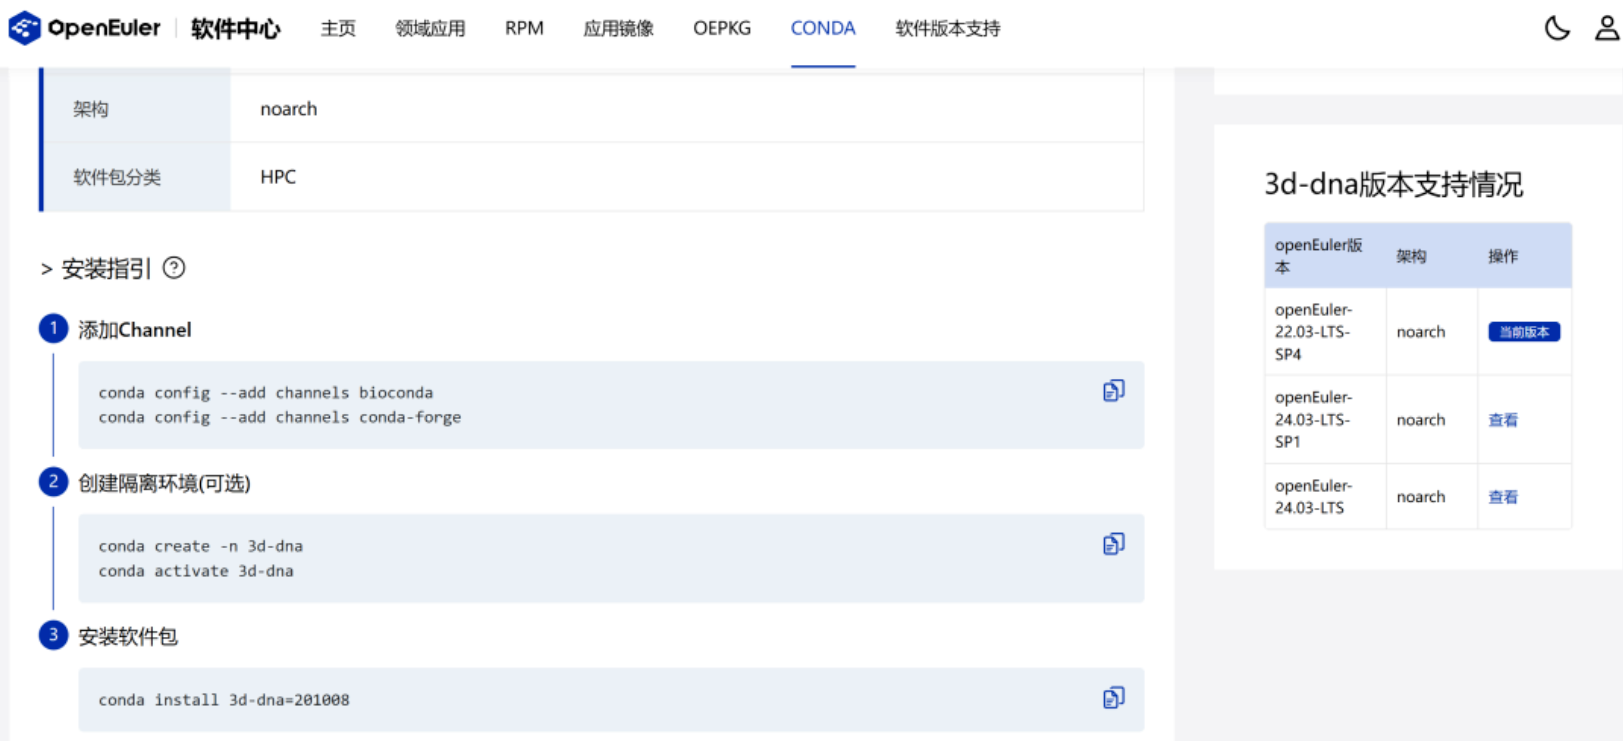 OpenEuler 软件中心 主页 领域应用 RPM 应用镜像 OEPKG CONDA 软件版本支持
架构 noarch
软件包分类 HPC
> 安装指引 ?
1 添加Channel
conda config --add channels bioconda
conda config --add channels conda-forge
2 创建隔离环境(可选)
conda create -n 3d-dna
conda activate 3d-dna
3 安装软件包
conda install 3d-dna=201008
3d-dna版本支持情况
openEuler版
本
架构
操作
openEuler-
22.03-LTS-
SP4
noarch
当前版本
openEuler-
24.03-LTS-
SP1
noarch
查看
openEuler-
24.03-LTS
noarch
查看